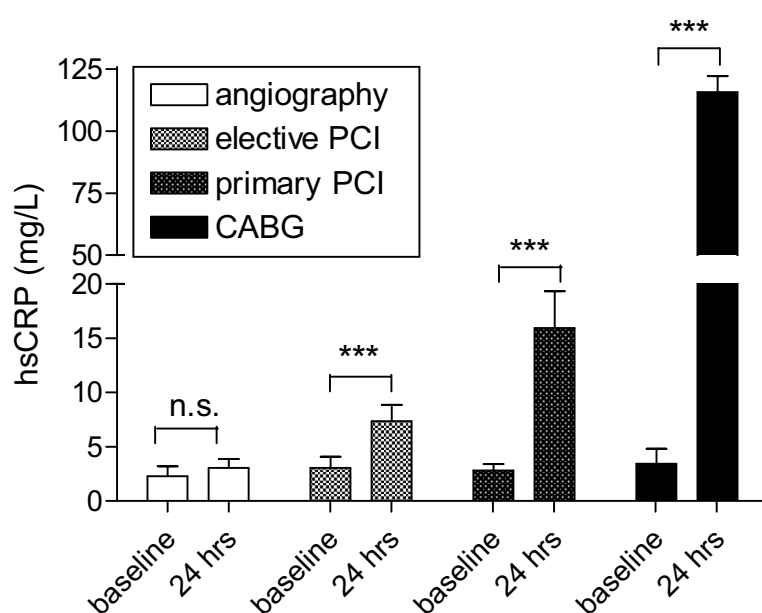 ***
125
100
75
50
20
15
10
5
0
hsCRP (mg/L)
angiography
elective PCI
primary PCI
CABG
***
***
n.s.
baseline
24 hrs
baseline
24 hrs
baseline
24 hrs
baseline
24 hrs